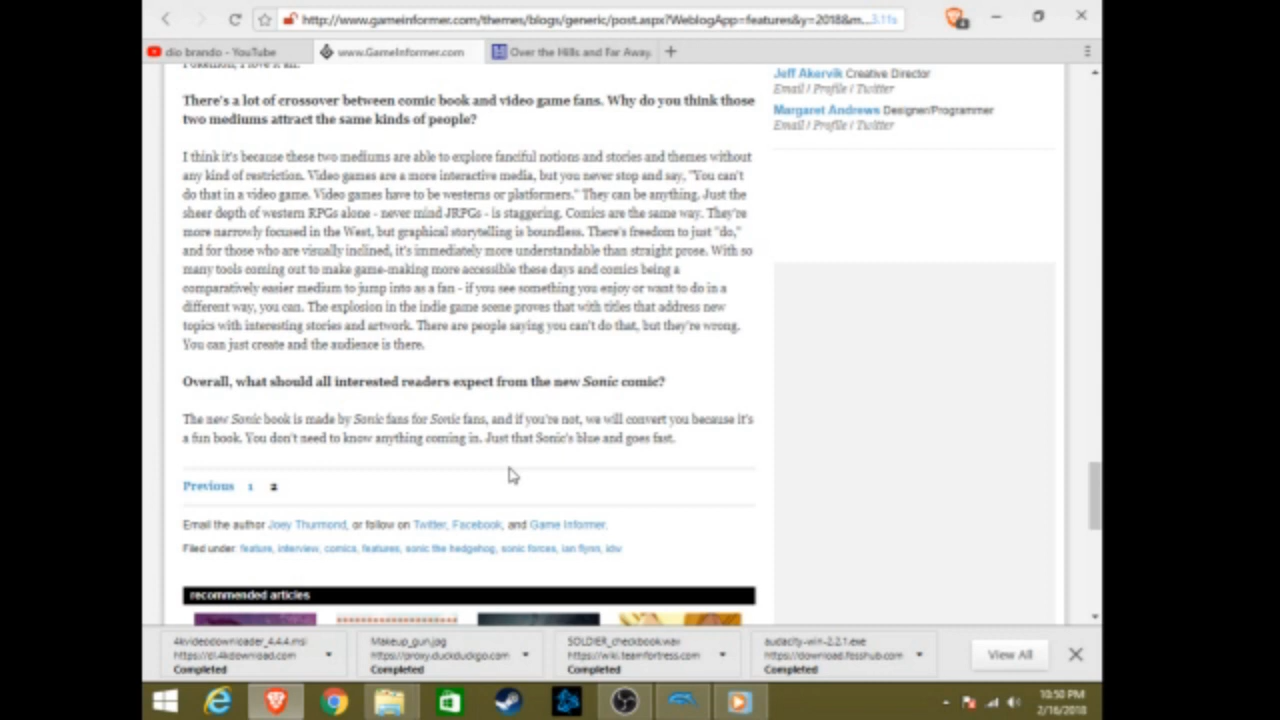 http://www.gameinformer.com/themes/blogs/generic/post.aspx?WeblogApp=features&y=2018&m... 3.11s
dio brando - YouTube
www.GameInformer.com
Over the Hills and Far Away.
There's a lot of crossover between comic book and video game fans. Why do you think those
two mediums attract the same kinds of people?
I think it's because these two mediums are able to explore fanciful notions and stories and themes without
any kind of restriction. Video games are a more interactive media, but you never stop and say, "You can't
do that in a video game. Video games have to be westerns or platformers." They can be anything. Just the
sheer depth of western RPGs alone - never mind JRPGs - is staggering. Comics are the same way. They're
more narrowly focused in the West, but graphical storytelling is boundless. There's freedom to just "do,"
and for those who are visually inclined, it's immediately more understandable than straight prose. With so
many tools coming out to make game-making more accessible these days and comics being a
comparatively easier medium to jump into as a fan - if you see something you enjoy or want to do in a
different way, you can. The explosion in the indie game scene proves that with titles that address new
topics with interesting stories and artwork. There are people saying you can't do that, but they're wrong.
You can just create and the audience is there.
Overall, what should all interested readers expect from the new Sonic comic?
The new Sonic book is made by Sonic fans for Sonic fans, and if you're not, we will convert you because it's
a fun book. You don't need to know anything coming in. Just that Sonic's blue and goes fast.
Previous 1 2
Email the author Joey Thurmond, or follow on Twitter, Facebook, and Game Informer.
Filed under: feature, interview, comics, features, sonic the hedgehog, sonic forces, ian flynn, idw
recommended articles
Jeff Akervik Creative Director
Email / Profile / Twitter
Margaret Andrews Designer/Programmer
Email / Profile / Twitter
4kvideodownloader_4.4.4.msi
https://dl.4kdownload.com
Completed
Makeup_gun.jpg
https://proxy.duckduckgo.com
Completed
SOLDIER_checkbook.wav
https://wiki.teamfortress.com
Completed
audacity-win-2.2.1.exe
https://download.fosshub.com
Completed
View All
10:50 PM
2/16/2018